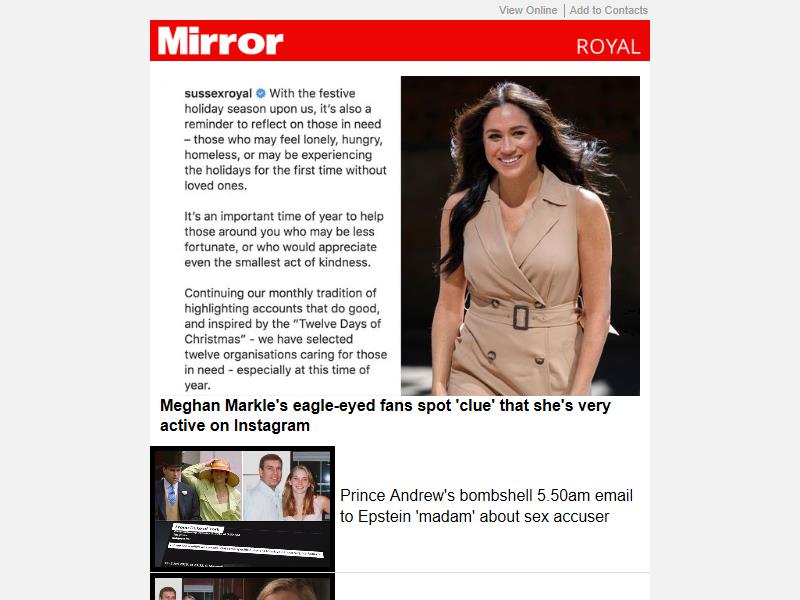 View Online | Add to Contacts
Mirror
ROYAL
sussexroyal With the festive
holiday season upon us, it's also a
reminder to reflect on those in need
– those who may feel lonely, hungry,
homeless, or may be experiencing
the holidays for the first time without
loved ones.
It's an important time of year to help
those around you who may be less
fortunate, or who would appreciate
even the smallest act of kindness.
Continuing our monthly tradition of
highlighting accounts that do good,
and inspired by the “Twelve Days of
Christmas” - we have selected
twelve organisations caring for those
in need - especially at this time of
year.
Meghan Markle's eagle-eyed fans spot 'clue' that she's very
active on Instagram
Prince Andrew's bombshell 5.50am email
to Epstein 'madam' about sex accuser